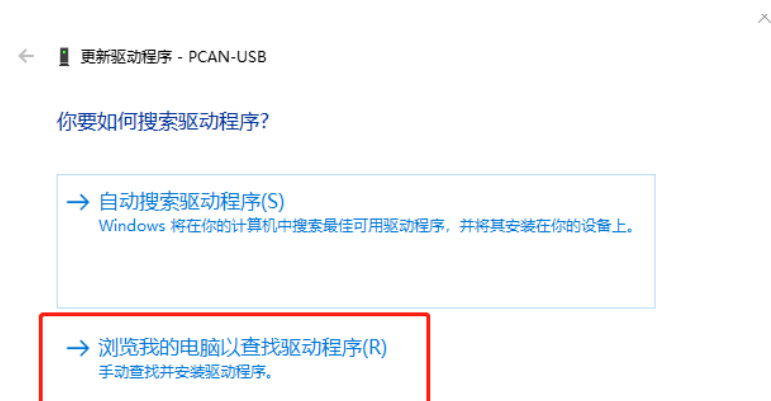 更新驱动程序 - PCAN-USB
你要如何搜索驱动程序?
自动搜索驱动程序(S)
Windows 将在你的计算机中搜索最佳可用驱动程序，并将其安装在你的设备上。
浏览我的电脑以查找驱动程序(R)
手动查找并安装驱动程序。